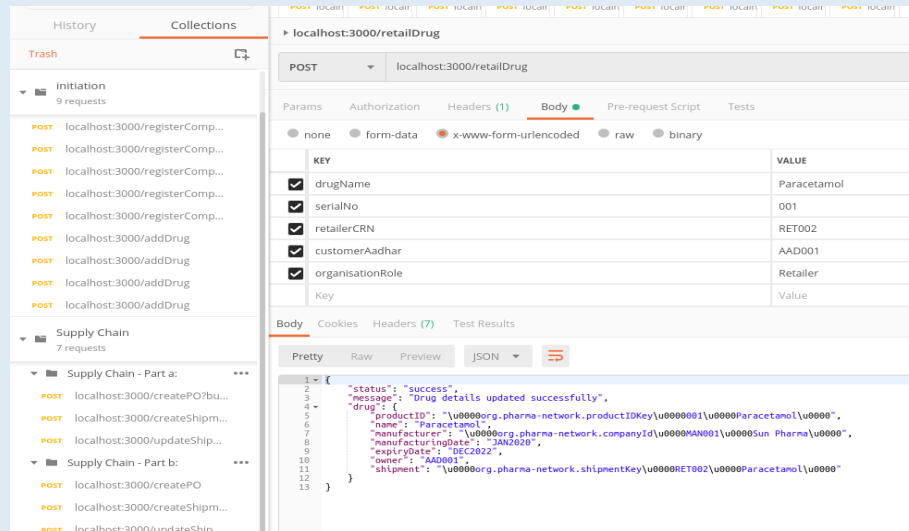 History Collections
Trash
initiation
9 requests
POST localhost:3000/registerComp...
POST localhost:3000/registerComp...
POST localhost:3000/registerComp...
POST localhost:3000/registerComp...
POST localhost:3000/registerComp...
POST localhost:3000/addDrug
POST localhost:3000/addDrug
POST localhost:3000/addDrug
POST localhost:3000/addDrug
Supply Chain
7 requests
Supply Chain - Part a:
POST localhost:3000/createPO?bu...
POST localhost:3000/createShipm...
POST localhost:3000/updateShip...
Supply Chain - Part b:
POST localhost:3000/createPO
POST localhost:3000/createShipm...
POST localhost:3000/updateShip
localhost:3000/retailDrug
POST localhost:3000/retailDrug
Params Authorization Headers (1) Body Pre-request Script Tests
none form-data x-www-form-urlencoded raw binary
KEY VALUE
drugName Paracetamol
serialNo 001
retailerCRN RET002
customerAadhar AAD001
organisationRole Retailer
Key Value
Body Cookies Headers (7) Test Results
Pretty Raw Preview JSON
1 {
2 "status": "success",
3 "message": "Drug details updated successfully",
4 "drug": {
5 "productID": "\u0000org.pharma-network.productIDKey\u0000001\u0000Paracetamol\u0000",
6 "name": "Paracetamol",
7 "manufacturer": "\u0000org.pharma-network.companyId\u0000MAN001\u0000Sun Pharma\u0000",
8 "manufacturingDate": "JAN2020",
9 "expiryDate": "DEC2022",
10 "owner": "AAD001",
11 "shipment": "\u0000org.pharma-network.shipmentKey\u0000RET002\u0000Paracetamol\u0000"
12 }
13 }